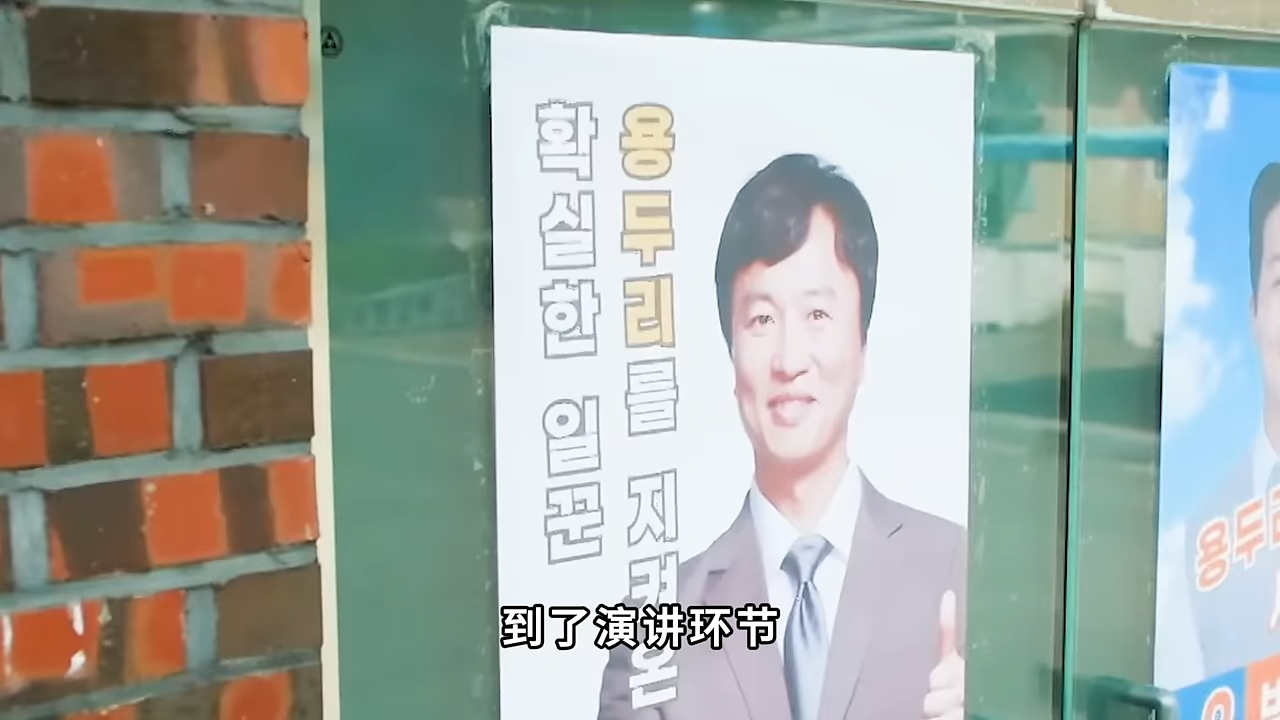 용두리를 지켜온
확실한 일꾼
용두리
到了演讲环节